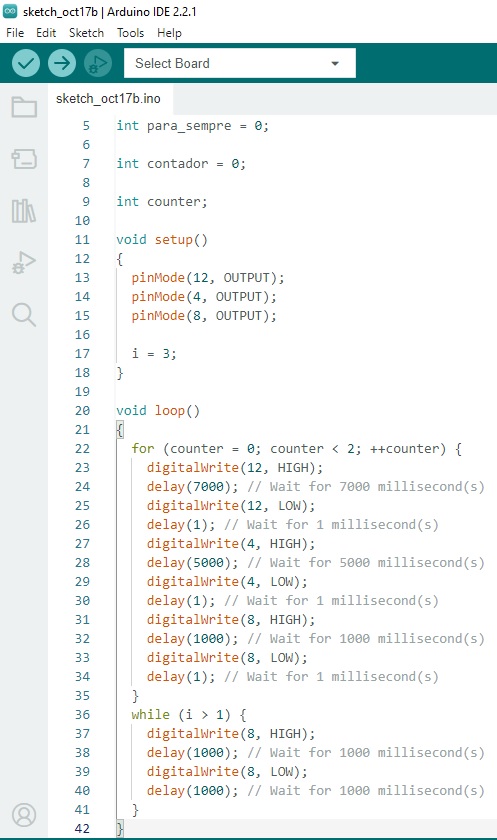 sketch_oct17b | Arduino IDE 2.2.1
File Edit Sketch Tools Help
Select Board
sketch_oct17b.ino
5 int para_sempre = 0;
6
7 int contador = 0;
8
9 int counter;
10
11 void setup()
12 {
13 pinMode(12, OUTPUT);
14 pinMode(4, OUTPUT);
15 pinMode(8, OUTPUT);
16
17 i = 3;
18 }
19
20 void loop()
21 {
22 for (counter = 0; counter < 2; ++counter) {
23 digitalWrite(12, HIGH);
24 delay(7000); // Wait for 7000 millisecond(s)
25 digitalWrite(12, LOW);
26 delay(1); // Wait for 1 millisecond(s)
27 digitalWrite(4, HIGH);
28 delay(5000); // Wait for 5000 millisecond(s)
29 digitalWrite(4, LOW);
30 delay(1); // Wait for 1 millisecond(s)
31 digitalWrite(8, HIGH);
32 delay(1000); // Wait for 1000 millisecond(s)
33 digitalWrite(8, LOW);
34 delay(1); // Wait for 1 millisecond(s)
35 }
36 while (i > 1) {
37 digitalWrite(8, HIGH);
38 delay(1000); // Wait for 1000 millisecond(s)
39 digitalWrite(8, LOW);
40 delay(1000); // Wait for 1000 millisecond(s)
41 }
42 }